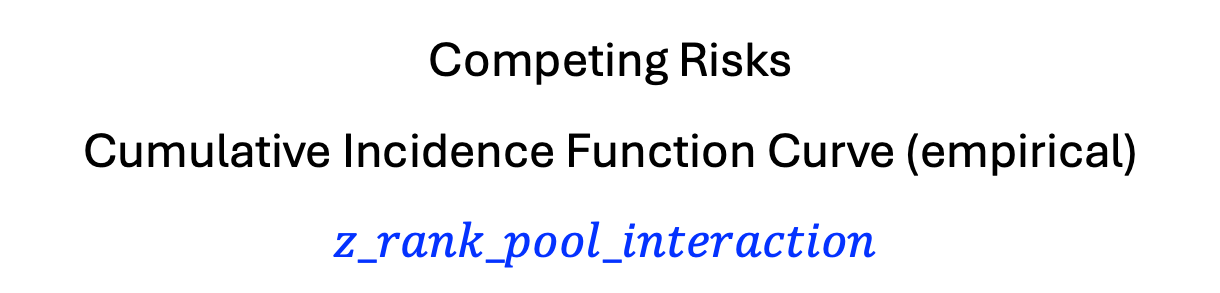 Competing Risks
Cumulative Incidence Function Curve (empirical)
z_rank_pool_interaction